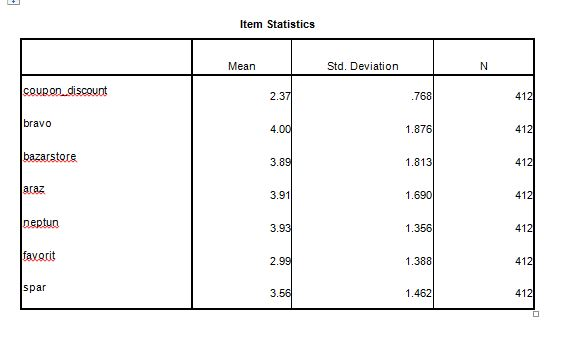 Item Statistics
Mean Std. Deviation N
coupon_discount 2.37 .768 412
bravo 4.00 1.876 412
bazarstore 3.89 1.813 412
araz 3.91 1.690 412
neptun 3.93 1.356 412
favorit 2.99 1.388 412
spar 3.56 1.462 412